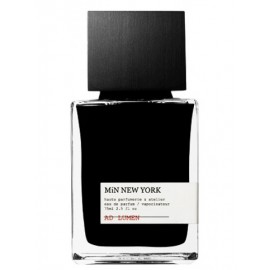 MiN NEW YORK
haute parfumerie & atelier
eau de parfum / vaporisateur
75ml 2.5 fl oz
AD LUMEN